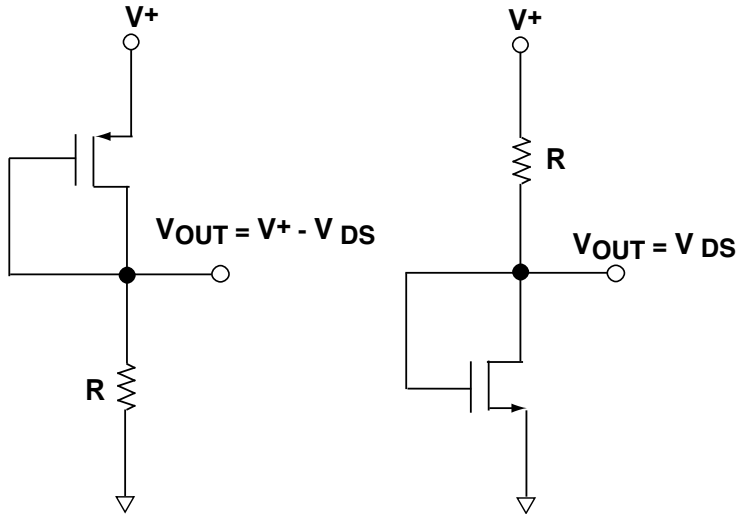 V+
V+
R
VOUT = V+ - V DS
VOUT = V DS
R